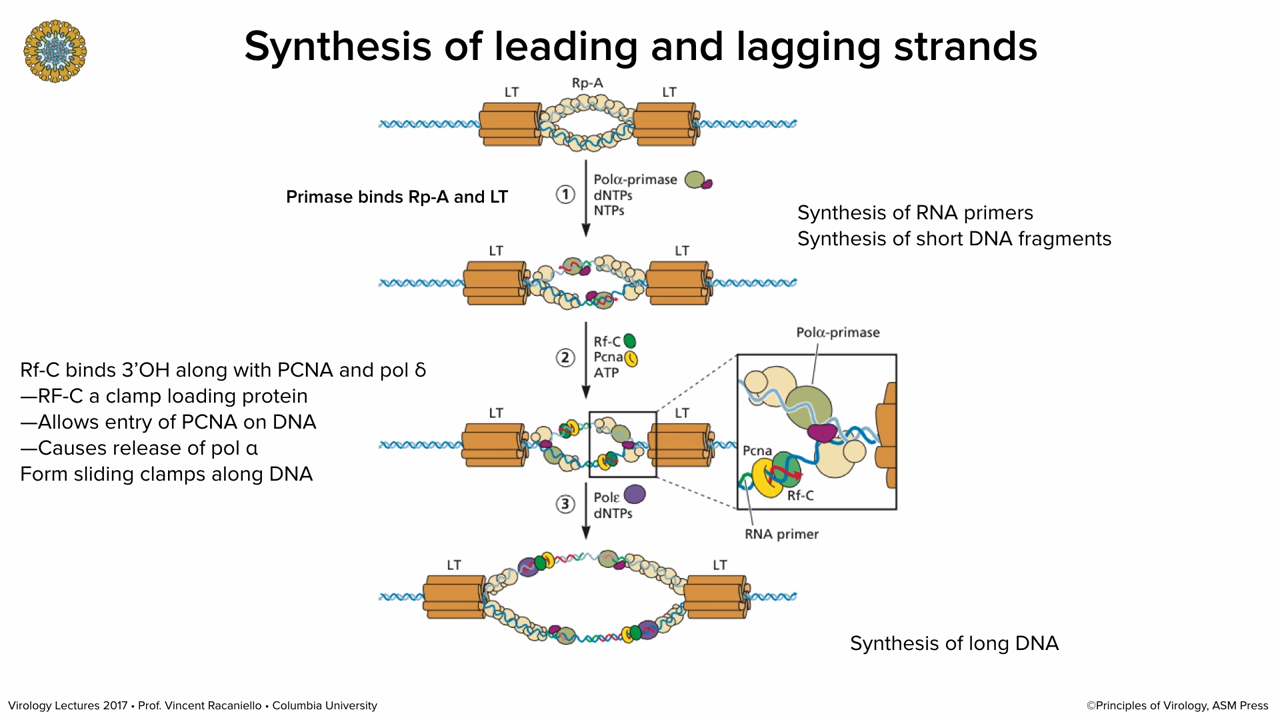 Synthesis of leading and lagging strands
LT
Rp-A
LT
Primase binds Rp-A and LT
1
Polα-primase
dNTPs
NTPs
Synthesis of RNA primers
Synthesis of short DNA fragments
LT
LT
Rf-C binds 3’OH along with PCNA and pol δ
—RF-C a clamp loading protein
—Allows entry of PCNA on DNA
—Causes release of pol α
Form sliding clamps along DNA
2
Rf-C
Pcna
ATP
Polα-primase
LT
LT
Pcna
Rf-C
RNA primer
3
Polε
dNTPs
LT
LT
Synthesis of long DNA
Virology Lectures 2017 • Prof. Vincent Racaniello • Columbia University
©Principles of Virology, ASM Press